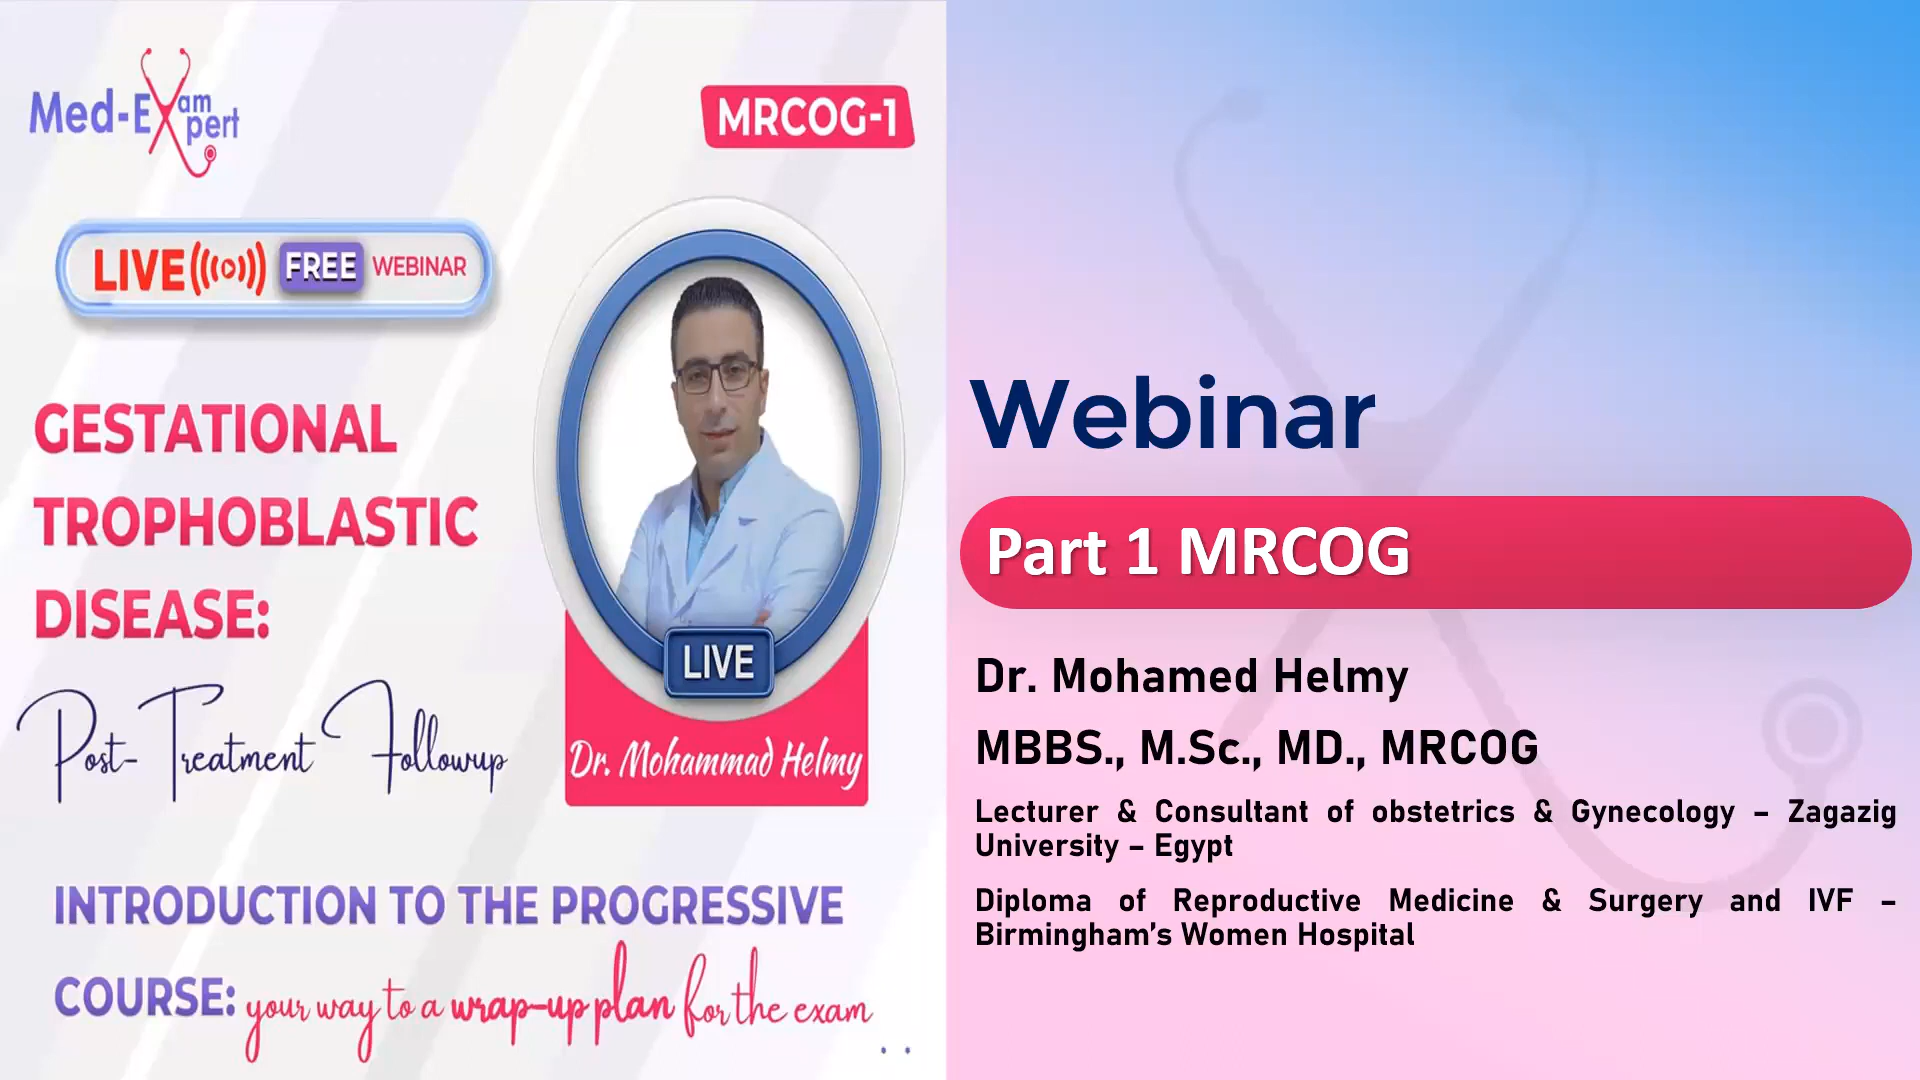 Med-Exam
pert
MRCOG-1
LIVE FREE WEBINAR
GESTATIONAL
TROPHOBLASTIC
DISEASE:
Post-Treatment Followup
LIVE
Dr. Mohammad Helmy
INTRODUCTION TO THE PROGRESSIVE
COURSE: your way to a wrap-up plan for the exam
Webinar
Part 1 MRCOG
Dr. Mohamed Helmy
MBBS., M.Sc., MD., MRCOG
Lecturer & Consultant of obstetrics & Gynecology – Zagazig
University – Egypt
Diploma of Reproductive Medicine & Surgery and IVF –
Birmingham's Women Hospital